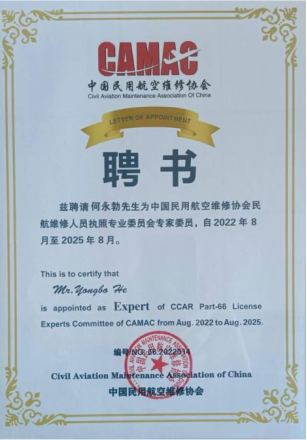 CAMAC
中国民用航空维修协会
Civil Aviation Maintenance Association Of China
LETTER OF APPOINTMENT
聘书
兹聘请何永勃先生为中国民用航空维修协会民
航维修人员执照专业委员会专家委员，自2022年8
月至2025年8月。
This is to certify that
Mr.Yongbo He
is appointed as Expert of CCAR Part-66 License
Experts Committee of CAMAC from Aug. 2022 to Aug. 2025.
编号NO.:66.2022014
Civil Aviation Maintenance Association of China
中国民用航空维修协会